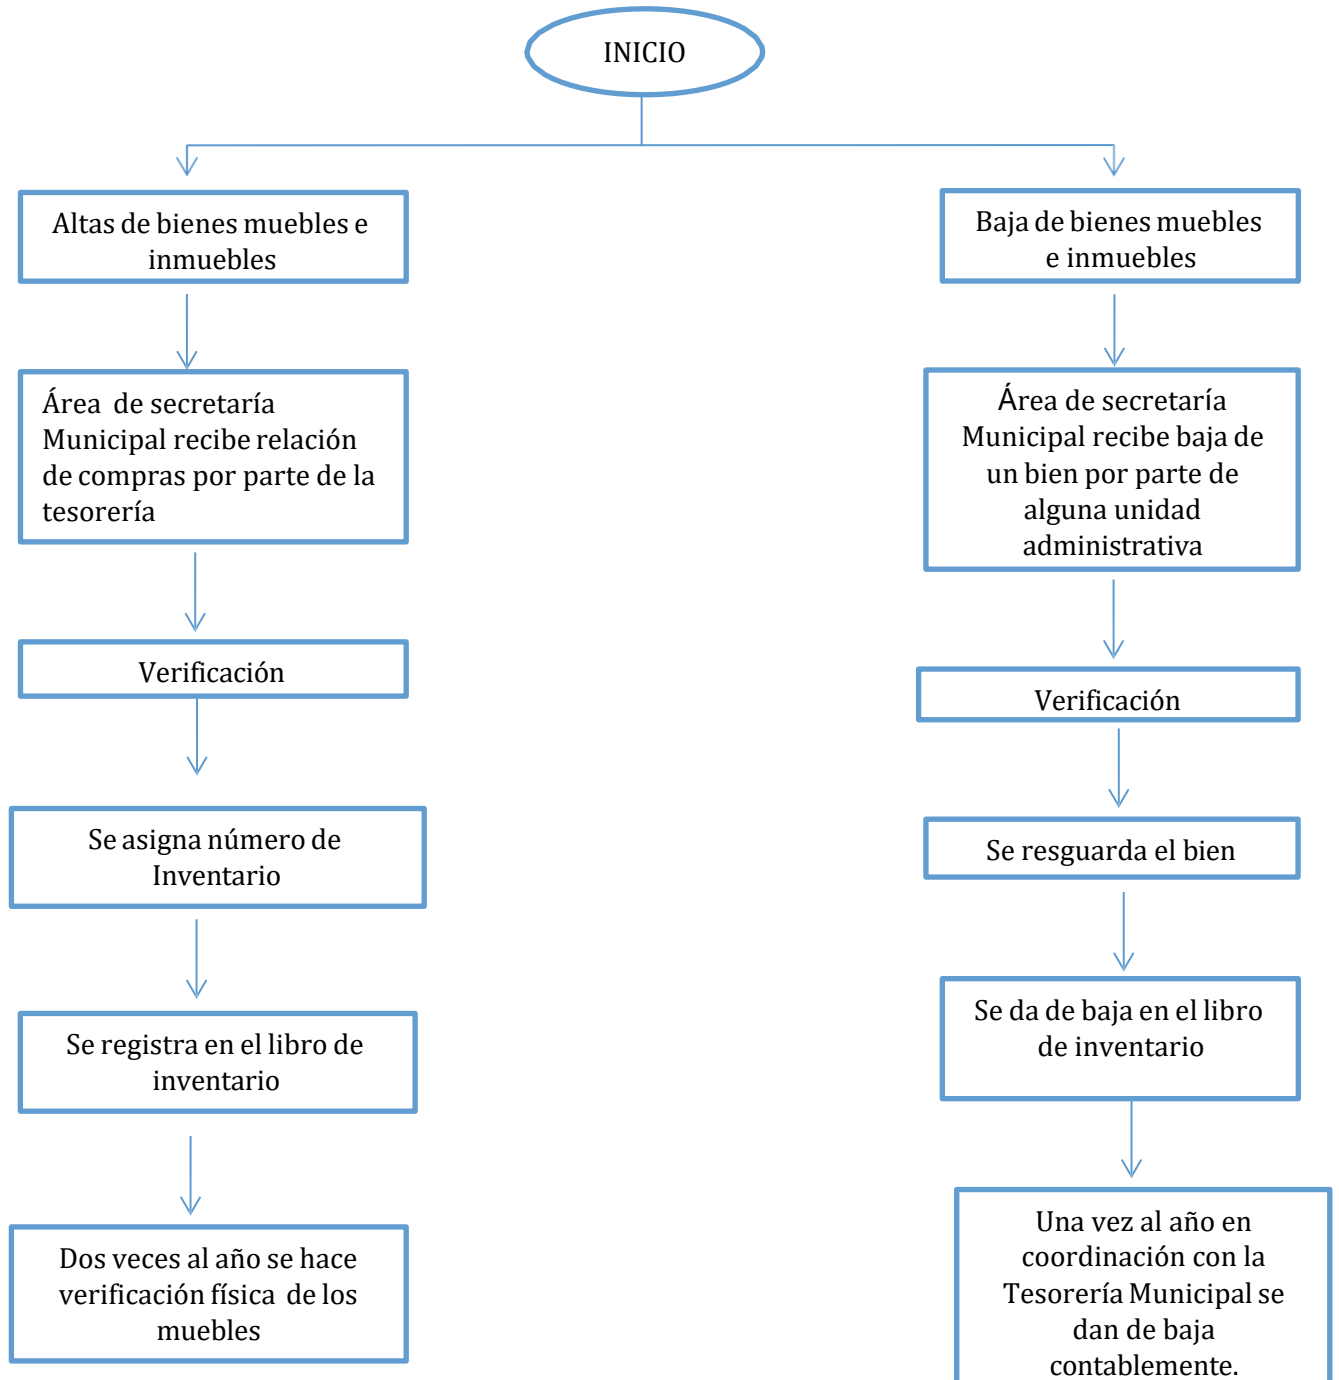 INICIO
Altas de bienes muebles e
inmuebles
Área de secretaría
Municipal recibe relación
de compras por parte de la
tesorería
Verificación
Se asigna número de
Inventario
Se registra en el libro de
inventario
Dos veces al año se hace
verificación física de los
muebles
Baja de bienes muebles
e inmuebles
Área de secretaría
Municipal recibe baja de
un bien por parte de
alguna unidad
administrativa
Verificación
Se resguarda el bien
Se da de baja en el libro
de inventario
Una vez al año en
coordinación con la
Tesorería Municipal se
dan de baja
contablemente.